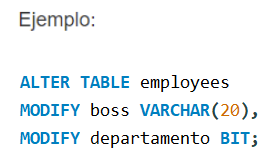 Ejemplo:
ALTER TABLE employees
MODIFY boss VARCHAR(20),
MODIFY departamento BIT;